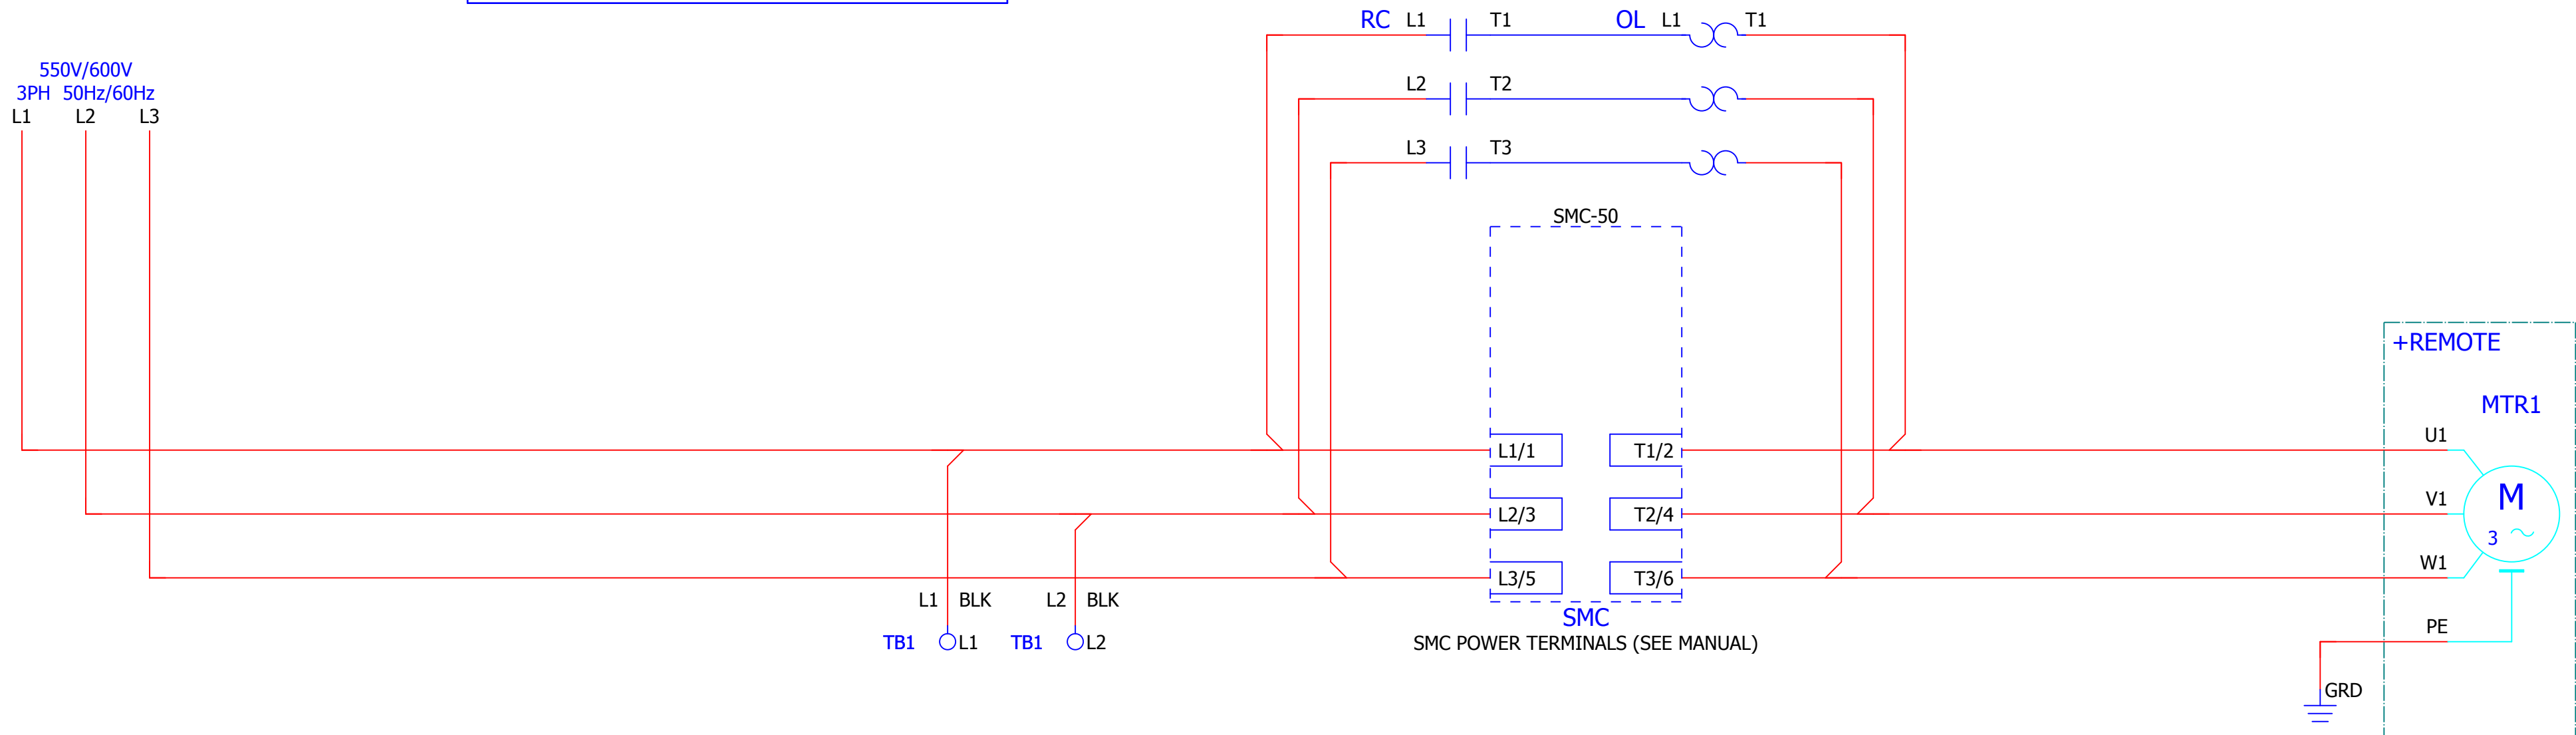 RC L1 T1 OL L1 T1
550V/600V
3PH 50Hz/60Hz
L1 L2 L3
L2 T2
L3 T3
SMC-50
+REMOTE
MTR1
U1
L1/1 T1/2
V1
M
3
L2/3 T2/4
W1
L3/5 T3/6
L1 BLK L2 BLK
SMC
PE
TB1 L1 TB1 L2
SMC POWER TERMINALS (SEE MANUAL)
GRD